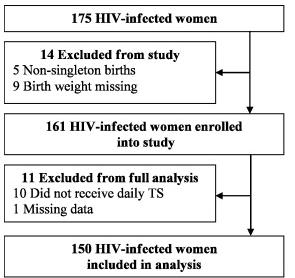 175 HIV-infected women
14 Excluded from study
5 Non-singleton births
9 Birth weight missing
161 HIV-infected women enrolled
into study
11 Excluded from full analysis
10 Did not receive daily TS
1 Missing data
150 HIV-infected women
included in analysis